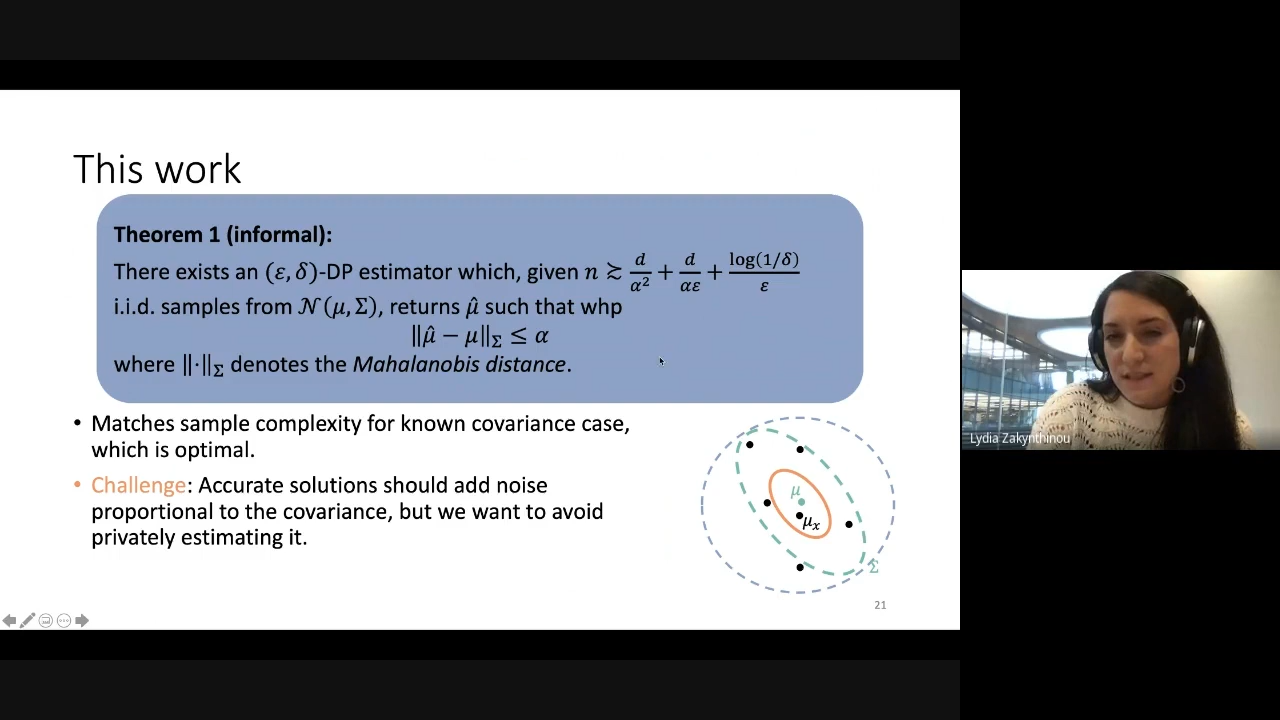 This work
Theorem 1 (informal):
There exists an (ε, δ)-DP estimator which, given n ≳ d/α² + d/αε + log(1/δ)/ε
i.i.d. samples from 𝒩(μ, Σ), returns μ̂ such that whp
‖μ̂ − μ‖_Σ ≤ α
where ‖·‖_Σ denotes the Mahalanobis distance.
• Matches sample complexity for known covariance case,
which is optimal.
• Challenge: Accurate solutions should add noise
proportional to the covariance, but we want to avoid
privately estimating it.
μ
μₓ
Σ
21
Lydia Zakynthinou